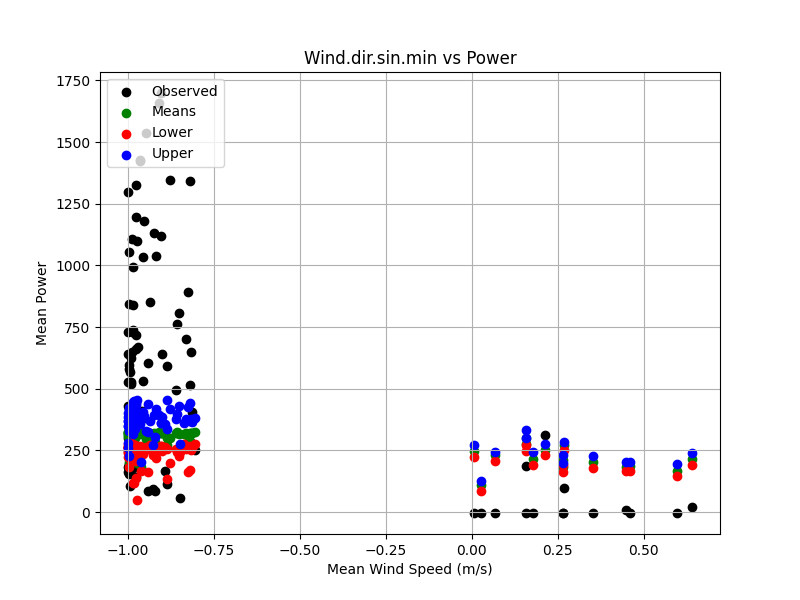 Wind.dir.sin.min vs Power
Observed
Means
Lower
Upper
Mean Power
1750
1500
1250
1000
750
500
250
0
−1.00
−0.75
−0.50
−0.25
0.00
0.25
0.50
Mean Wind Speed (m/s)